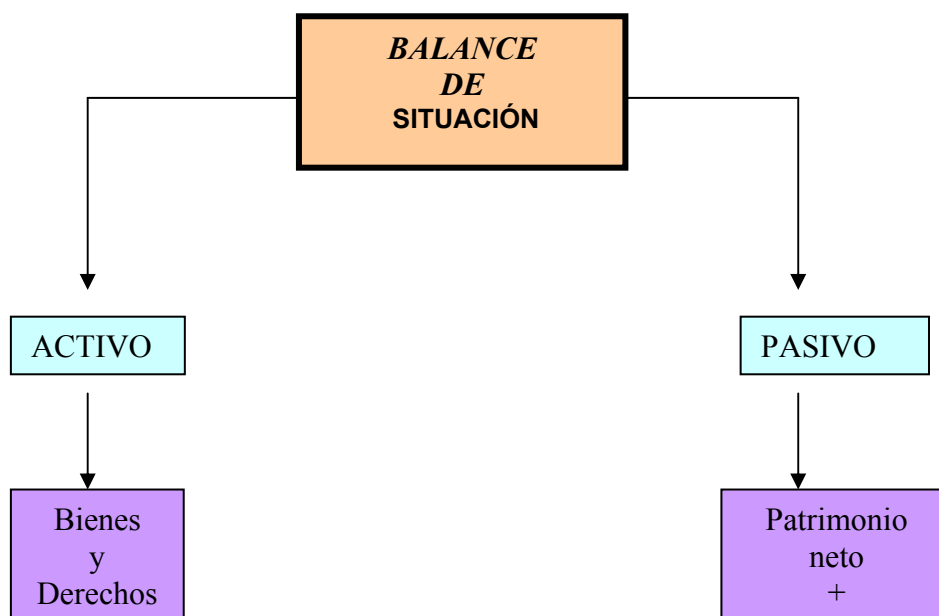 BALANCE
DE
SITUACIÓN
ACTIVO
PASIVO
Bienes
y
Derechos
Patrimonio
neto
+